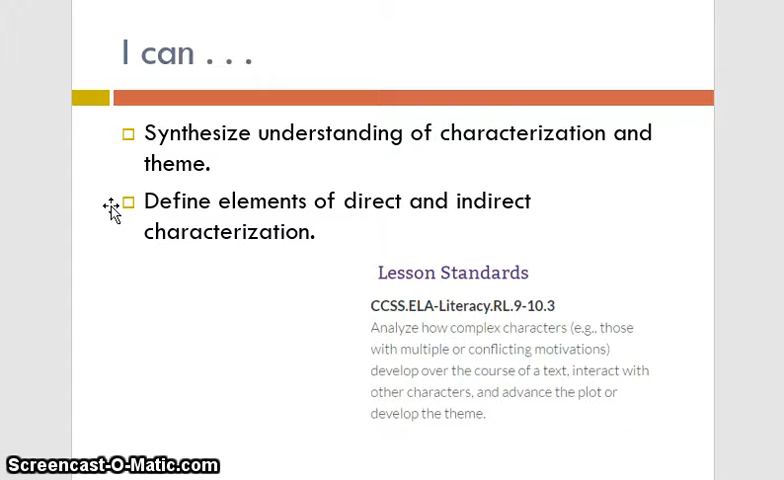 I can . . .
Synthesize understanding of characterization and
theme.
Define elements of direct and indirect
characterization.
Lesson Standards
CCSS.ELA-Literacy.RL.9-10.3
Analyze how complex characters (e.g., those
with multiple or conflicting motivations)
develop over the course of a text, interact with
other characters, and advance the plot or
develop the theme.
Screencast-O-Matic.com